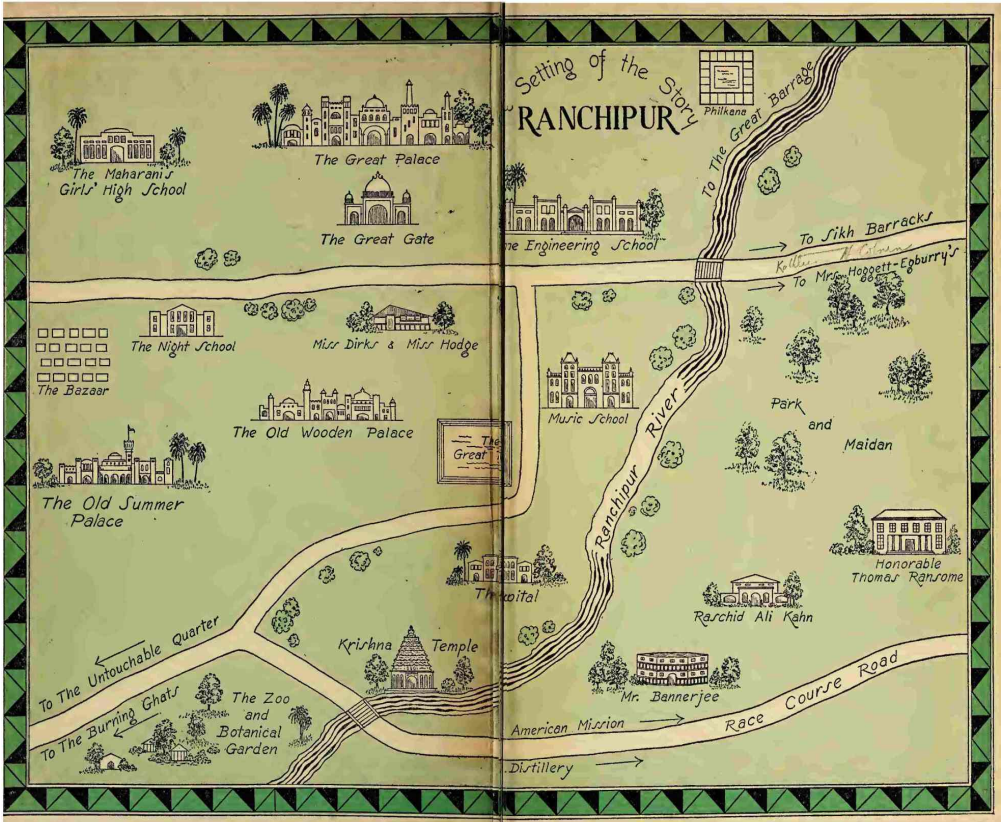 Setting of the Story
RANCHIPUR
Philkana
To The Great Barrage
The Maharani's
Girls' High School
The Great Palace
The Great Gate
Engineering School
To Sikh Barracks
To Mrs. Hoggett-Egburry's
The Night School
Miss Dirks & Miss Hodge
The Bazaar
The Old Wooden Palace
The
Great
Music School
Ranchipur River
Park
and
Maidan
The Old Summer
Palace
Honorable
Thomas Ransome
Raschid Ali Kahn
To The Untouchable Quarter
To The Burning Ghats
Krishna Temple
The Zoo
and
Botanical
Garden
Mr. Bannerjee
American Mission
Race Course Road
Distillery